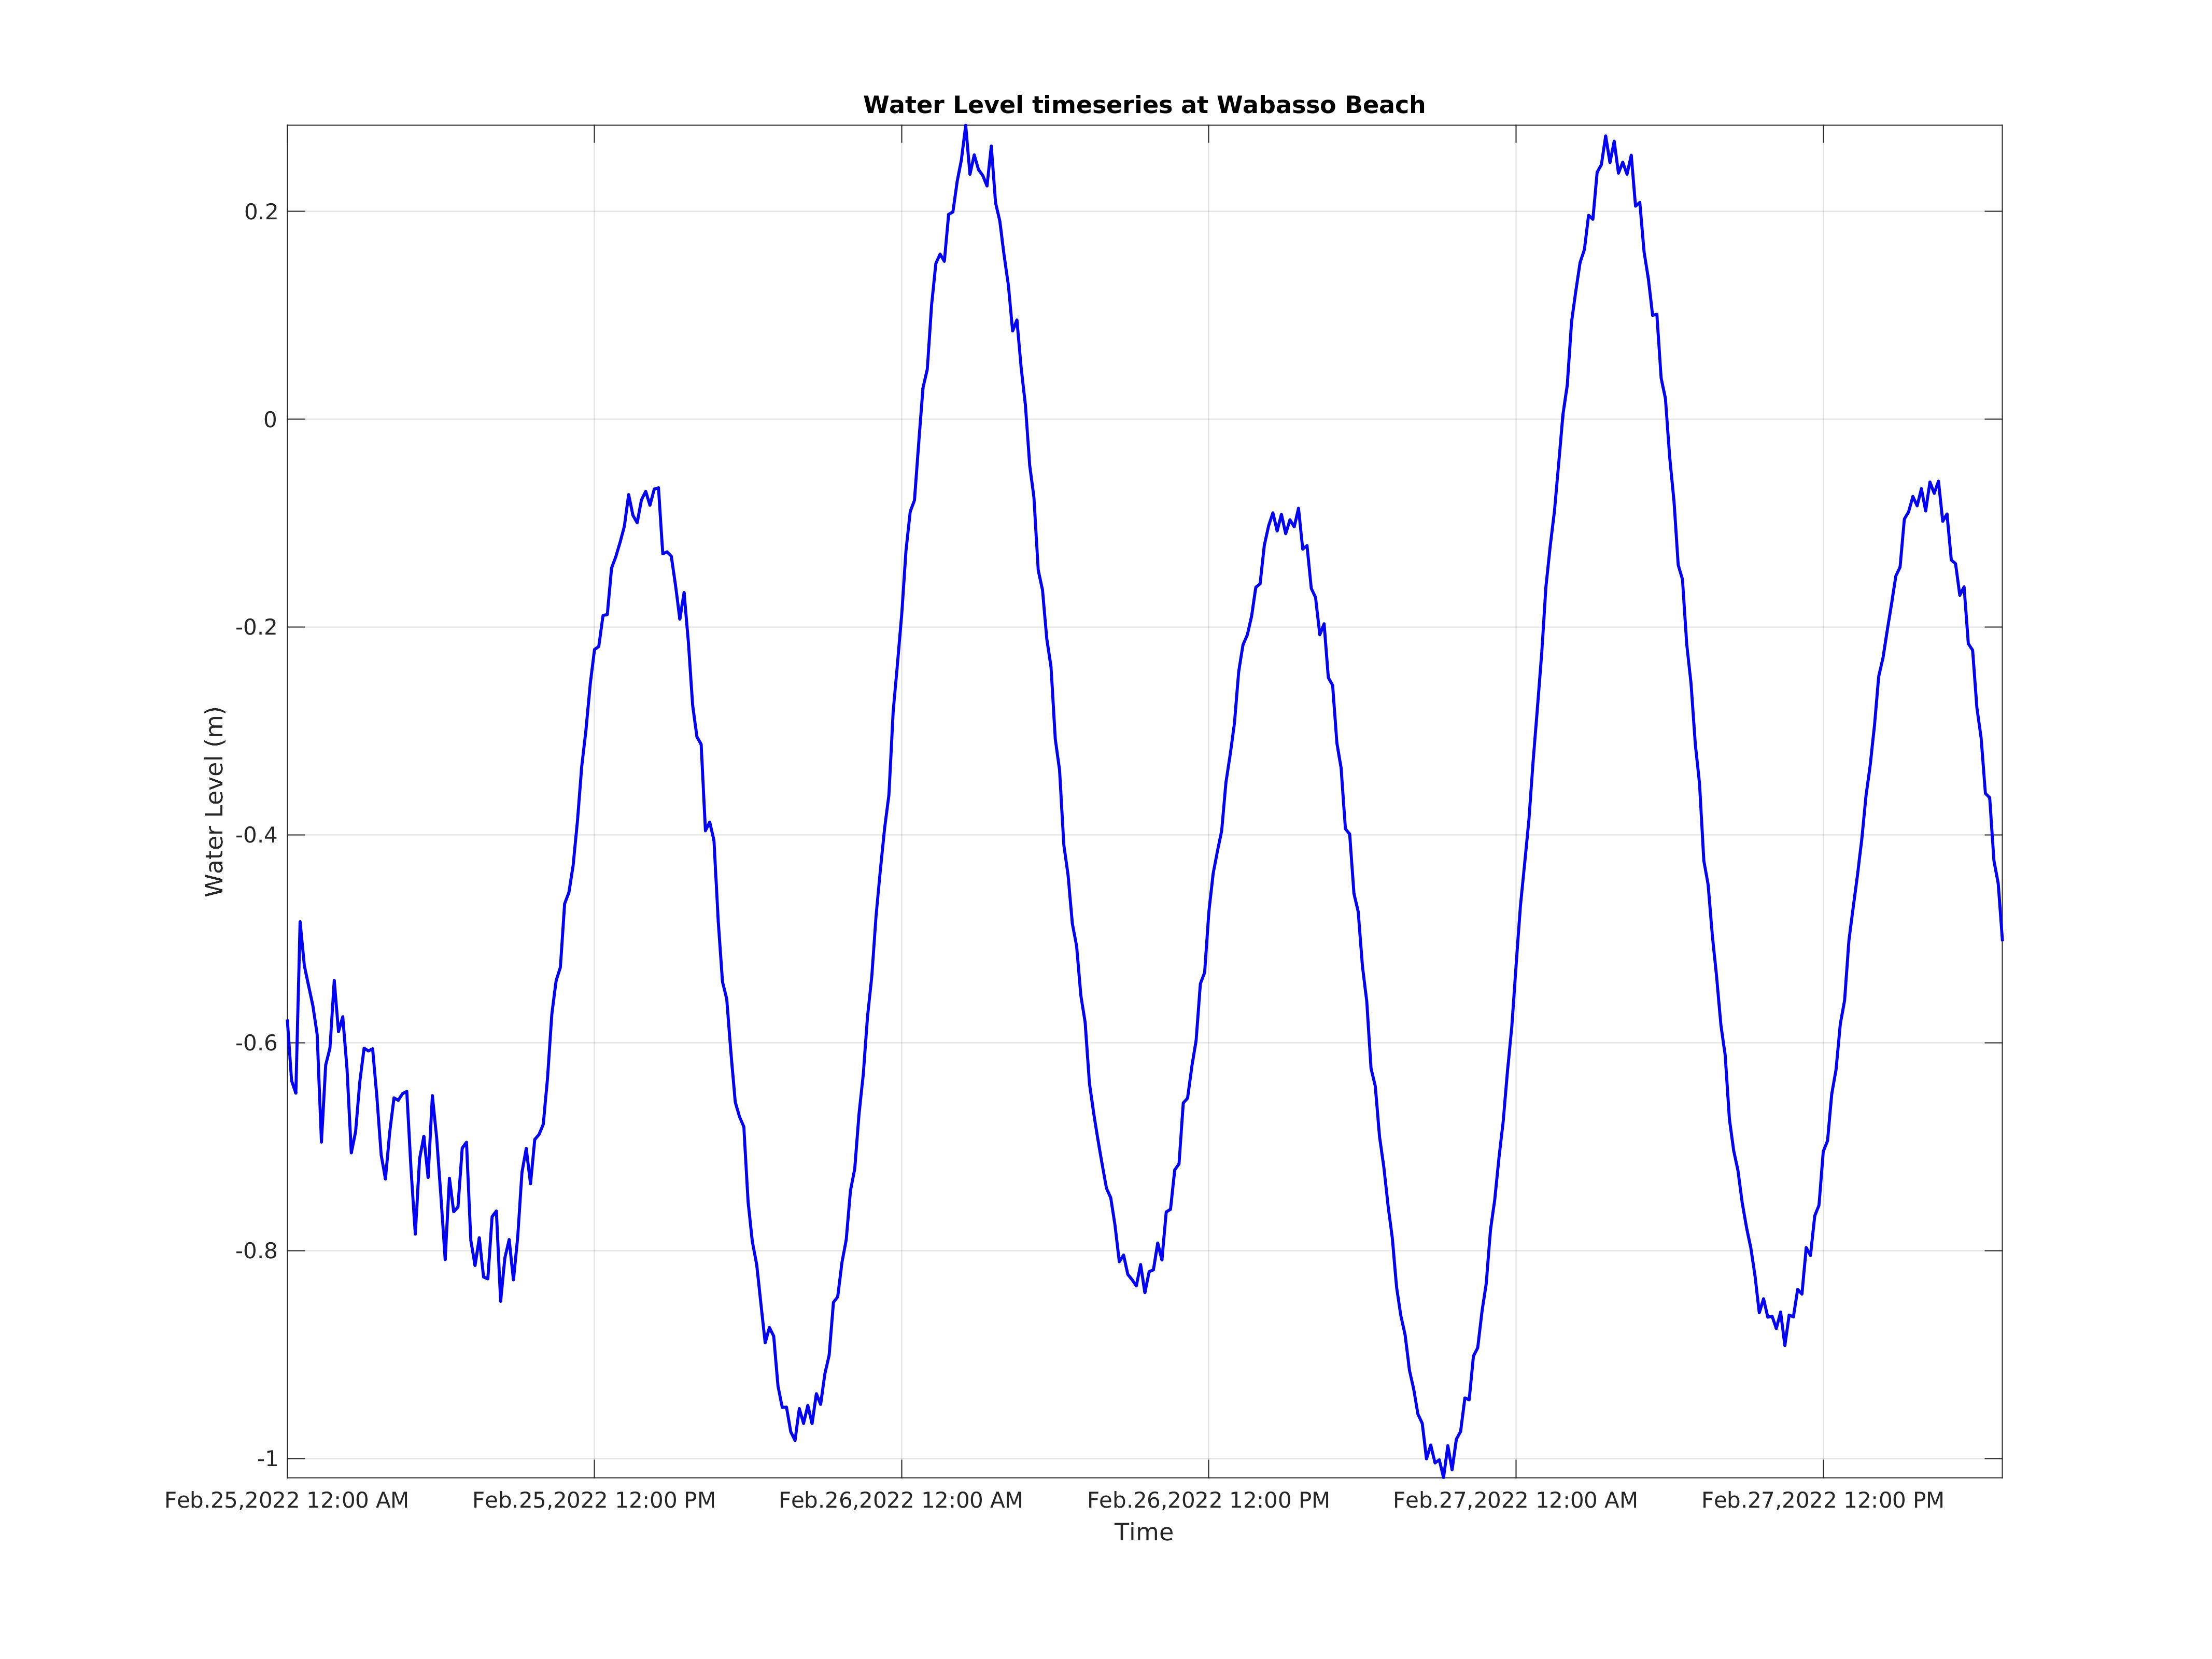 Water Level timeseries at Wabasso Beach
0.2
0
-0.2
-0.4
-0.6
-0.8
-1
Water Level (m)
Feb.25,2022 12:00 AM
Feb.25,2022 12:00 PM
Feb.26,2022 12:00 AM
Feb.26,2022 12:00 PM
Feb.27,2022 12:00 AM
Feb.27,2022 12:00 PM
Time